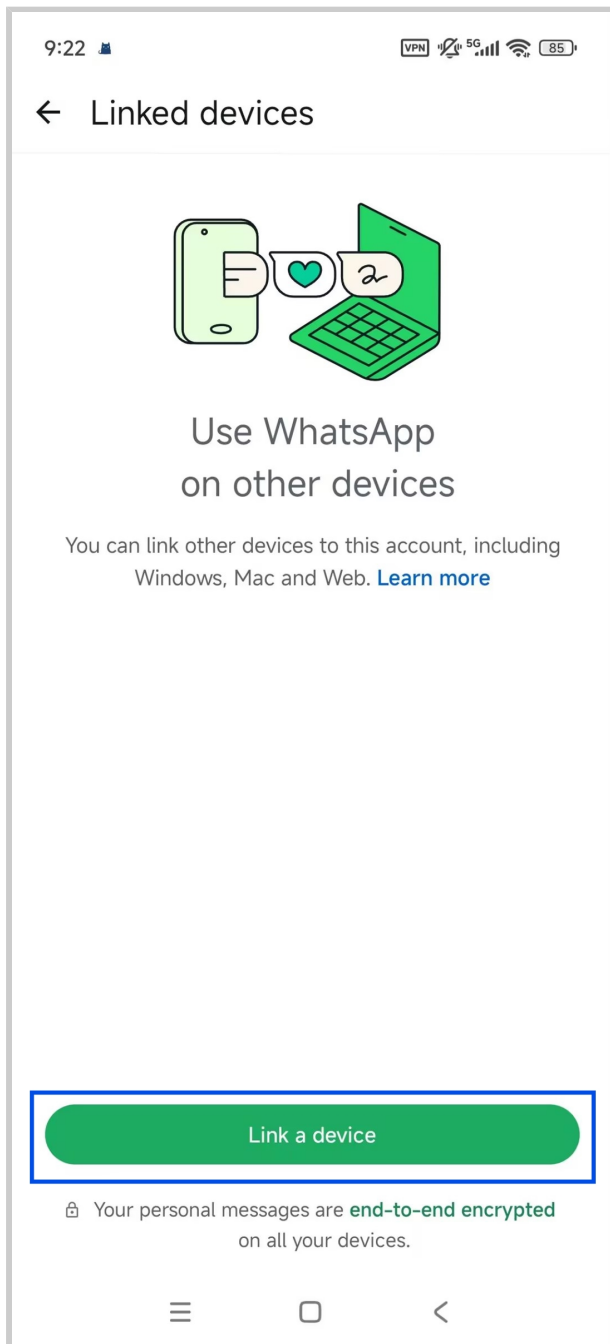 9:22 VPN 5G 85
Linked devices
Use WhatsApp
on other devices
You can link other devices to this account, including
Windows, Mac and Web. Learn more
Link a device
Your personal messages are end-to-end encrypted
on all your devices.